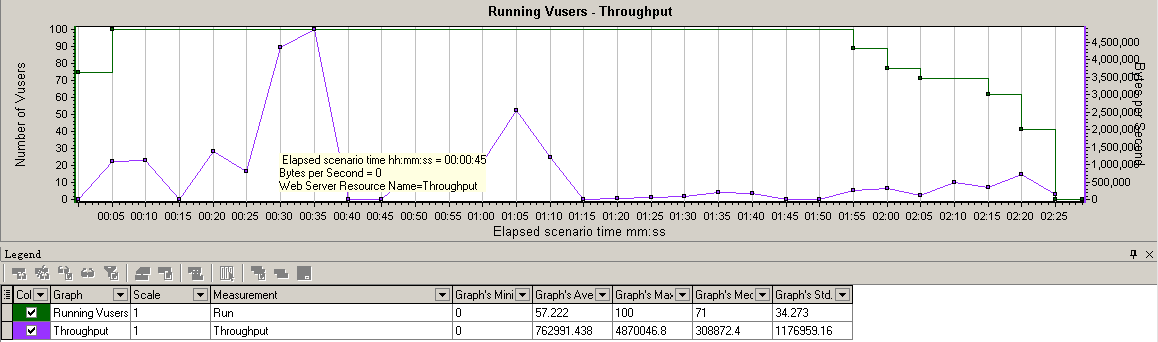 Running Vusers - Throughput
100
90
80
70
60
50
40
30
20
10
0
Number of Vusers
4,500,000
4,000,000
3,500,000
3,000,000
2,500,000
2,000,000
1,500,000
1,000,000
500,000
0
Bytes per Second
Elapsed scenario time hh:mm:ss = 00:00:45
Bytes per Second = 0
Web Server Resource Name=Throughput
00:05 00:10 00:15 00:20 00:25 00:30 00:35 00:40 00:45 00:50 00:55 01:00 01:05 01:10 01:15 01:20 01:25 01:30 01:35 01:40 01:45 01:50 01:55 02:00 02:05 02:10 02:15 02:20 02:25
Elapsed scenario time mm:ss
Legend
Col Graph Scale Measurement Graph's Mini Graph's Ave Graph's Max Graph's Med Graph's Std.
Running Vusers 1 Run 0 57.222 100 71 34.273
Throughput 1 Throughput 0 762991.438 4870046.8 308872.4 1176959.16